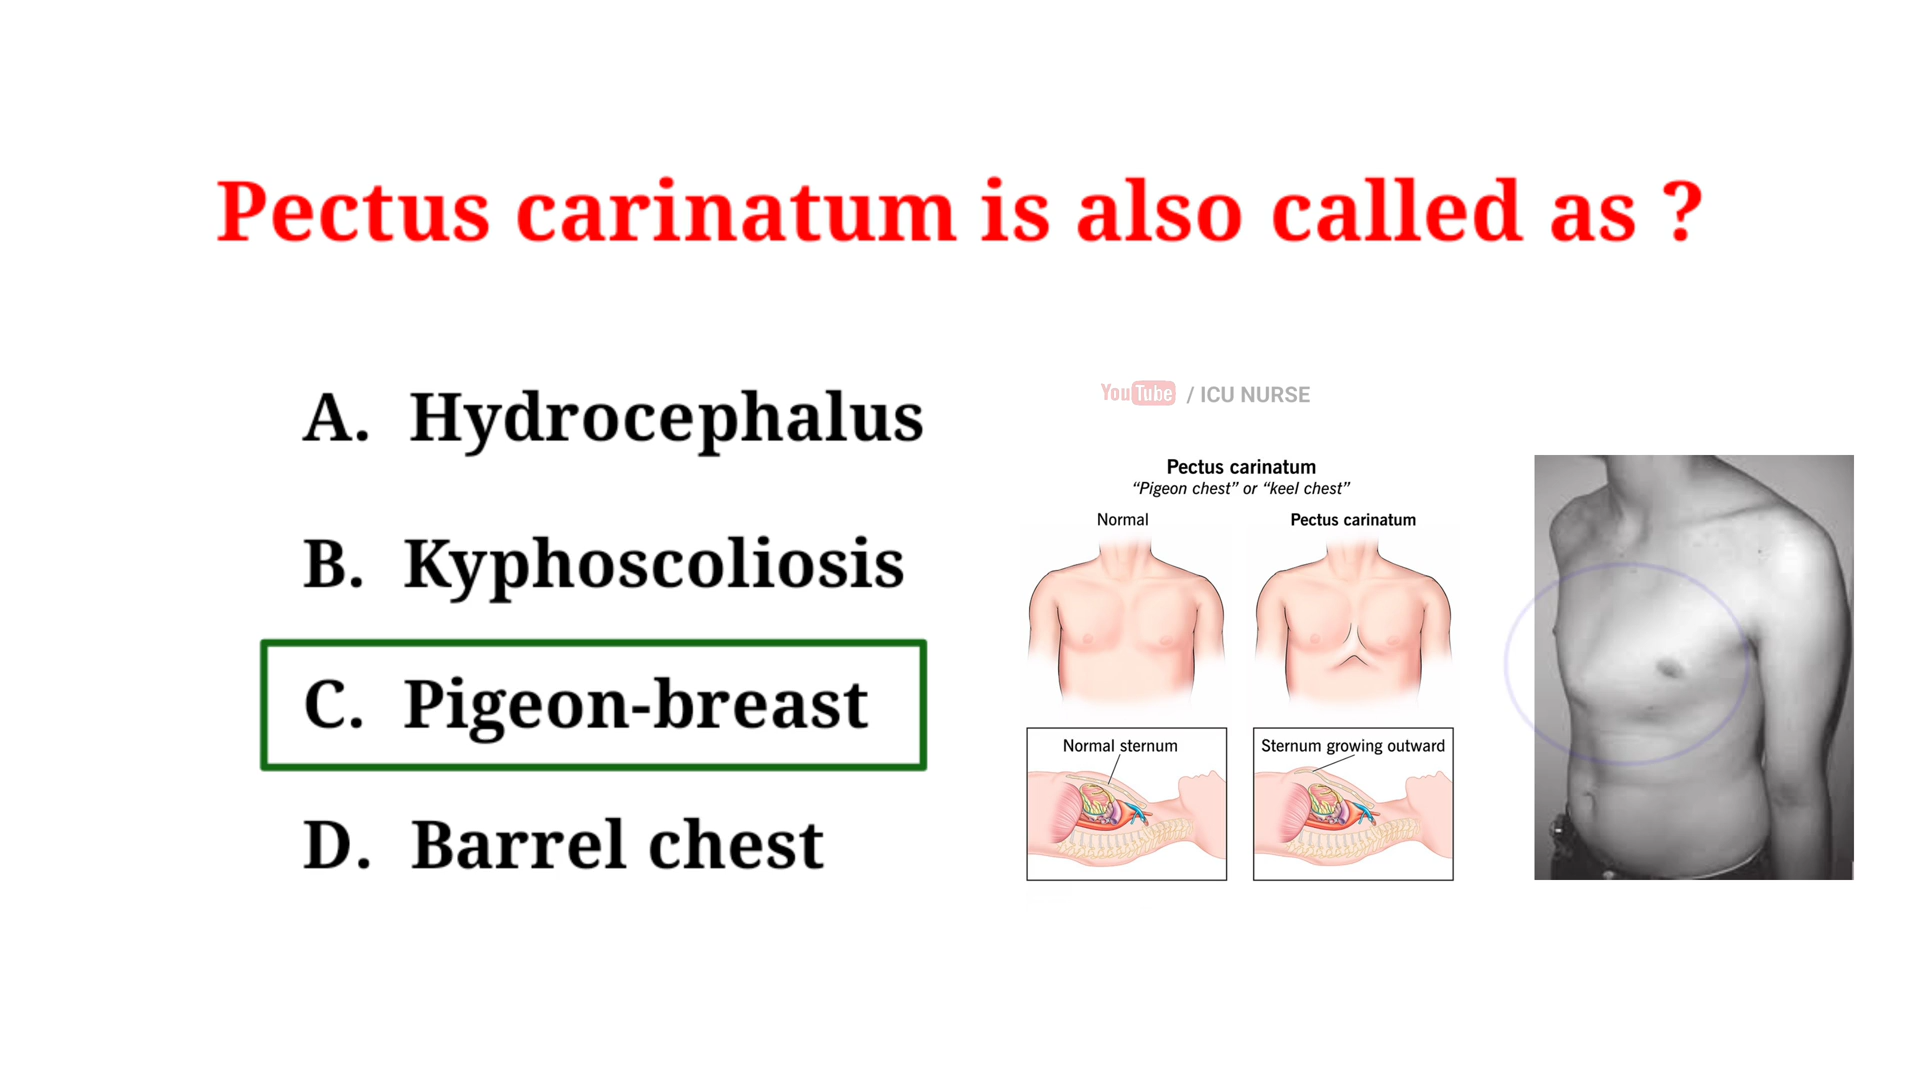 Pectus carinatum is also called as ?
A. Hydrocephalus
B. Kyphoscoliosis
C. Pigeon-breast
D. Barrel chest
YouTube / ICU NURSE
Pectus carinatum
“Pigeon chest” or “keel chest”
Normal
Pectus carinatum
Normal sternum
Sternum growing outward